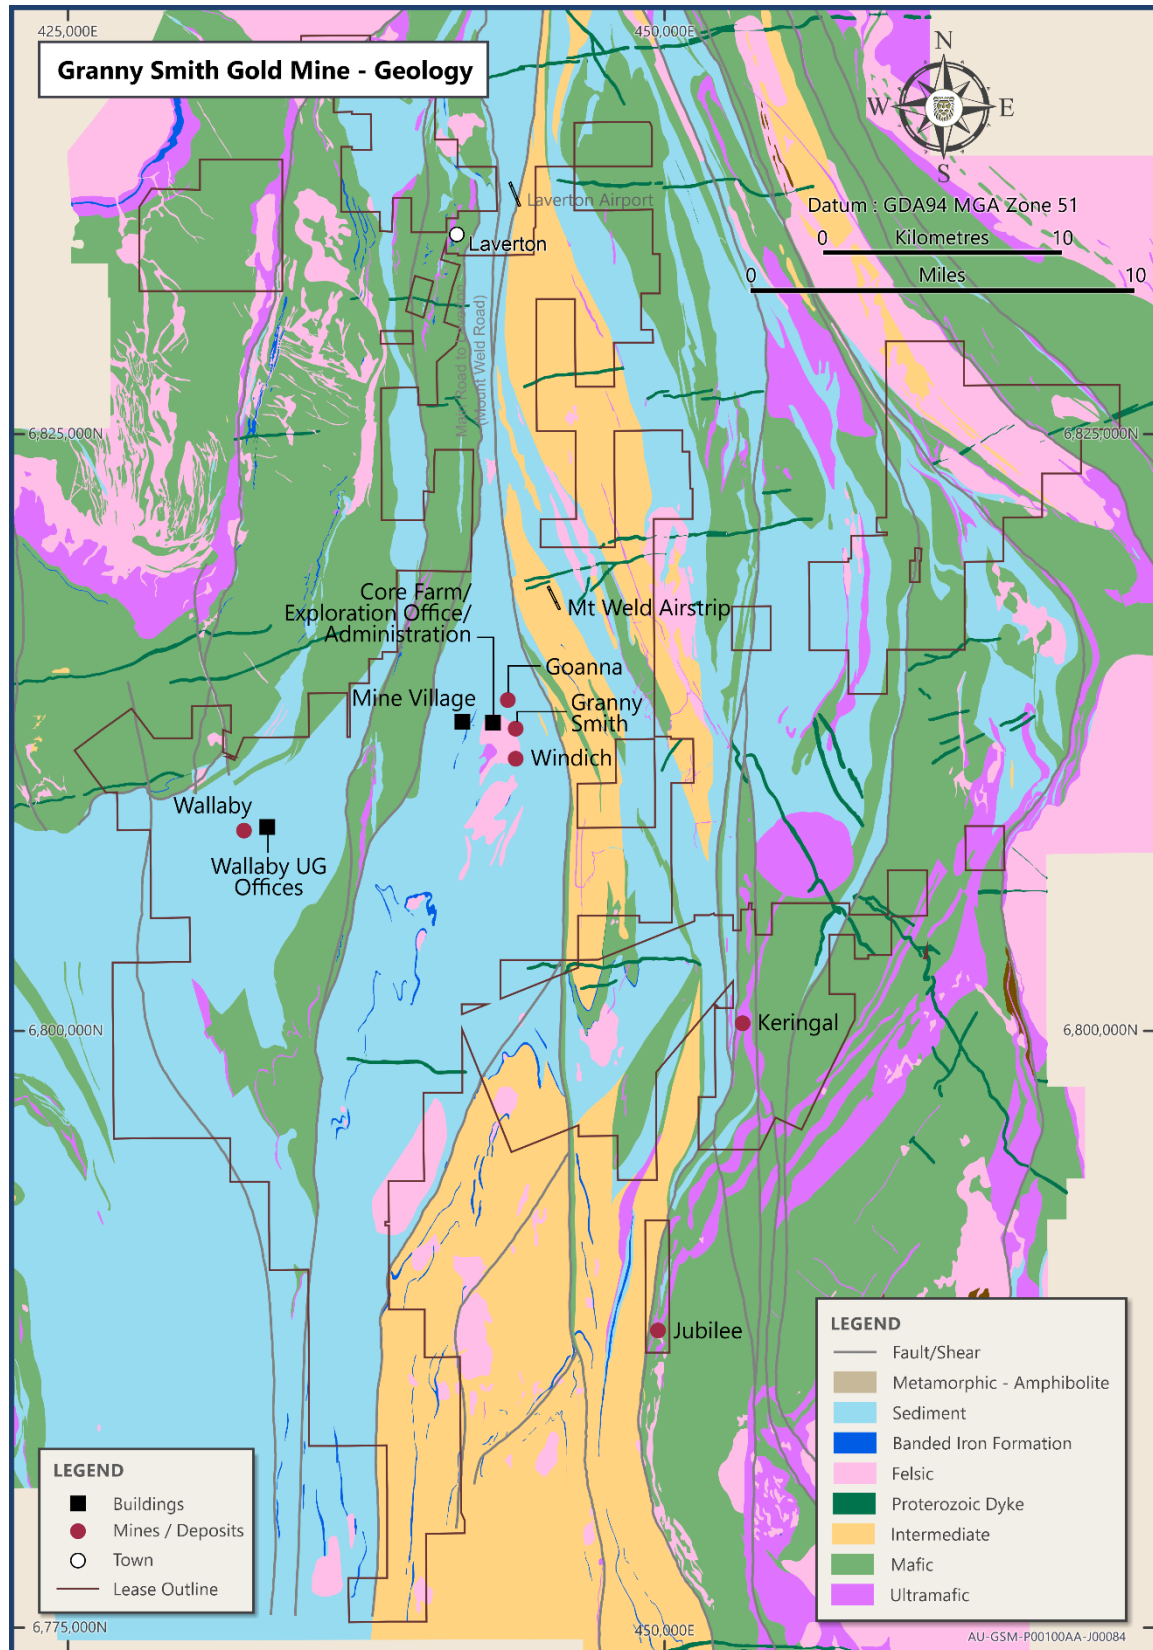 425,000E
450,000E
Granny Smith Gold Mine - Geology
N
W
E
S
Laverton Airport
Datum : GDA94 MGA Zone 51
Laverton
0 Kilometres 10
0 Miles 10
Main Road to Laverton
(Mount Weld Road)
6,825,000N
6,825,000N
Core Farm/
Exploration Office/
Administration
Mt Weld Airstrip
Goanna
Mine Village
Granny
Smith
Windich
Wallaby
Wallaby UG
Offices
Keringal
6,800,000N
6,800,000N
Jubilee
LEGEND
Fault/Shear
Metamorphic - Amphibolite
Sediment
Banded Iron Formation
Felsic
Proterozoic Dyke
Intermediate
Mafic
Ultramafic
LEGEND
Buildings
Mines / Deposits
Town
Lease Outline
6,775,000N
450,000E
AU-GSM-P00100AA-J00084